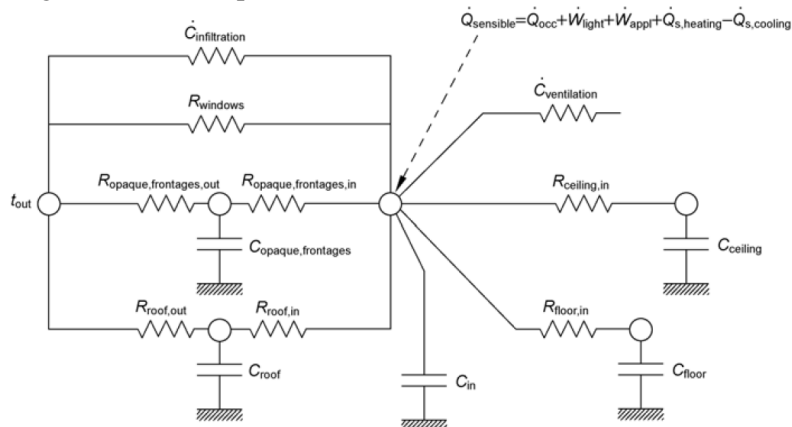 Q̇sensible=Q̇occ+Ẇlight+Ẇappl+Q̇s,heating−Q̇s,cooling
Ċinfiltration
Rwindows
Ċventilation
Ropaque,frontages,out
Ropaque,frontages,in
Rceiling,in
tout
Copaque,frontages
Cceiling
Rroof,out
Rroof,in
Rfloor,in
Croof
Cin
Cfloor